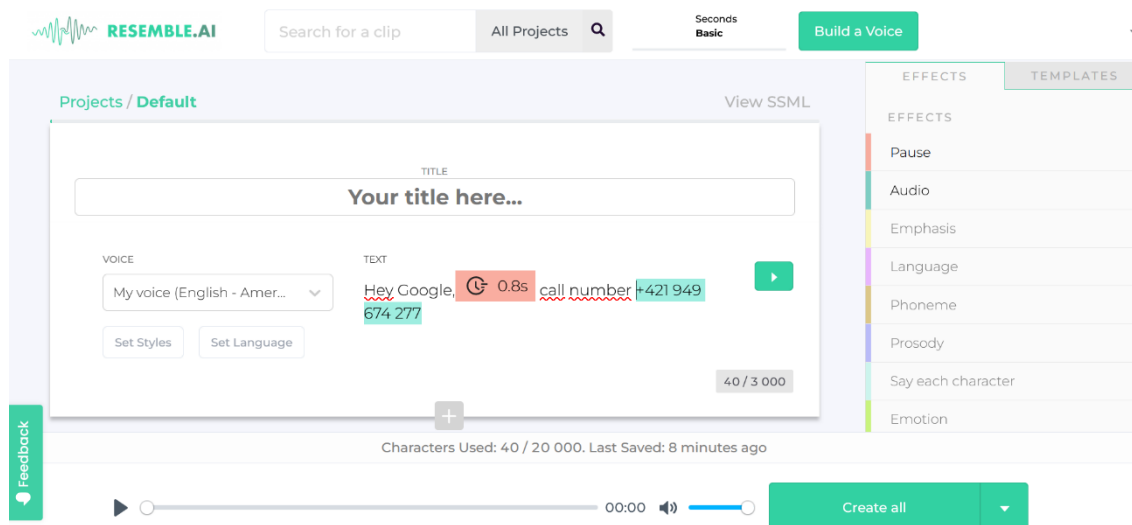 RESEMBLE.AI
Search for a clip
All Projects
Seconds
Basic
Build a Voice
EFFECTS
TEMPLATES
Projects / Default
View SSML
EFFECTS
Pause
Audio
Emphasis
Language
Phoneme
Prosody
Say each character
Emotion
TITLE
Your title here...
VOICE
My voice (English - Amer...
Set Styles
Set Language
TEXT
Hey Google, 0.8s call number +421 949
674 277
40 / 3 000
+
Feedback
Characters Used: 40 / 20 000. Last Saved: 8 minutes ago
00:00
Create all